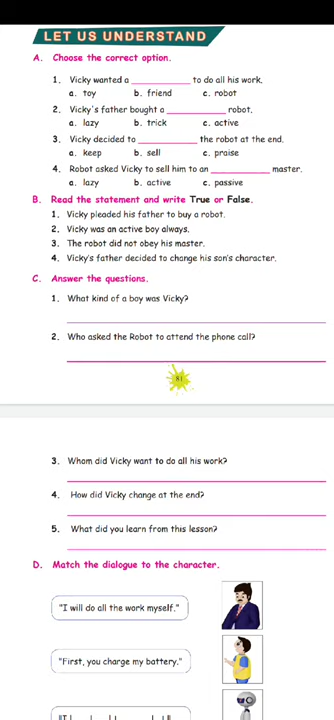 LET US UNDERSTAND
A. Choose the correct option.
1. Vicky wanted a ____________ to do all his work.
a. toy b. friend c. robot
2. Vicky's father bought a ____________ robot.
a. lazy b. trick c. active
3. Vicky decided to ____________ the robot at the end.
a. keep b. sell c. praise
4. Robot asked Vicky to sell him to an ____________ master.
a. lazy b. active c. passive
B. Read the statement and write True or False.
1. Vicky pleaded his father to buy a robot.
2. Vicky was an active boy always.
3. The robot did not obey his master.
4. Vicky's father decided to change his son's character.
C. Answer the questions.
1. What kind of a boy was Vicky?
2. Who asked the Robot to attend the phone call?
81
3. Whom did Vicky want to do all his work?
4. How did Vicky change at the end?
5. What did you learn from this lesson?
D. Match the dialogue to the character.
"I will do all the work myself."
"First, you charge my battery."